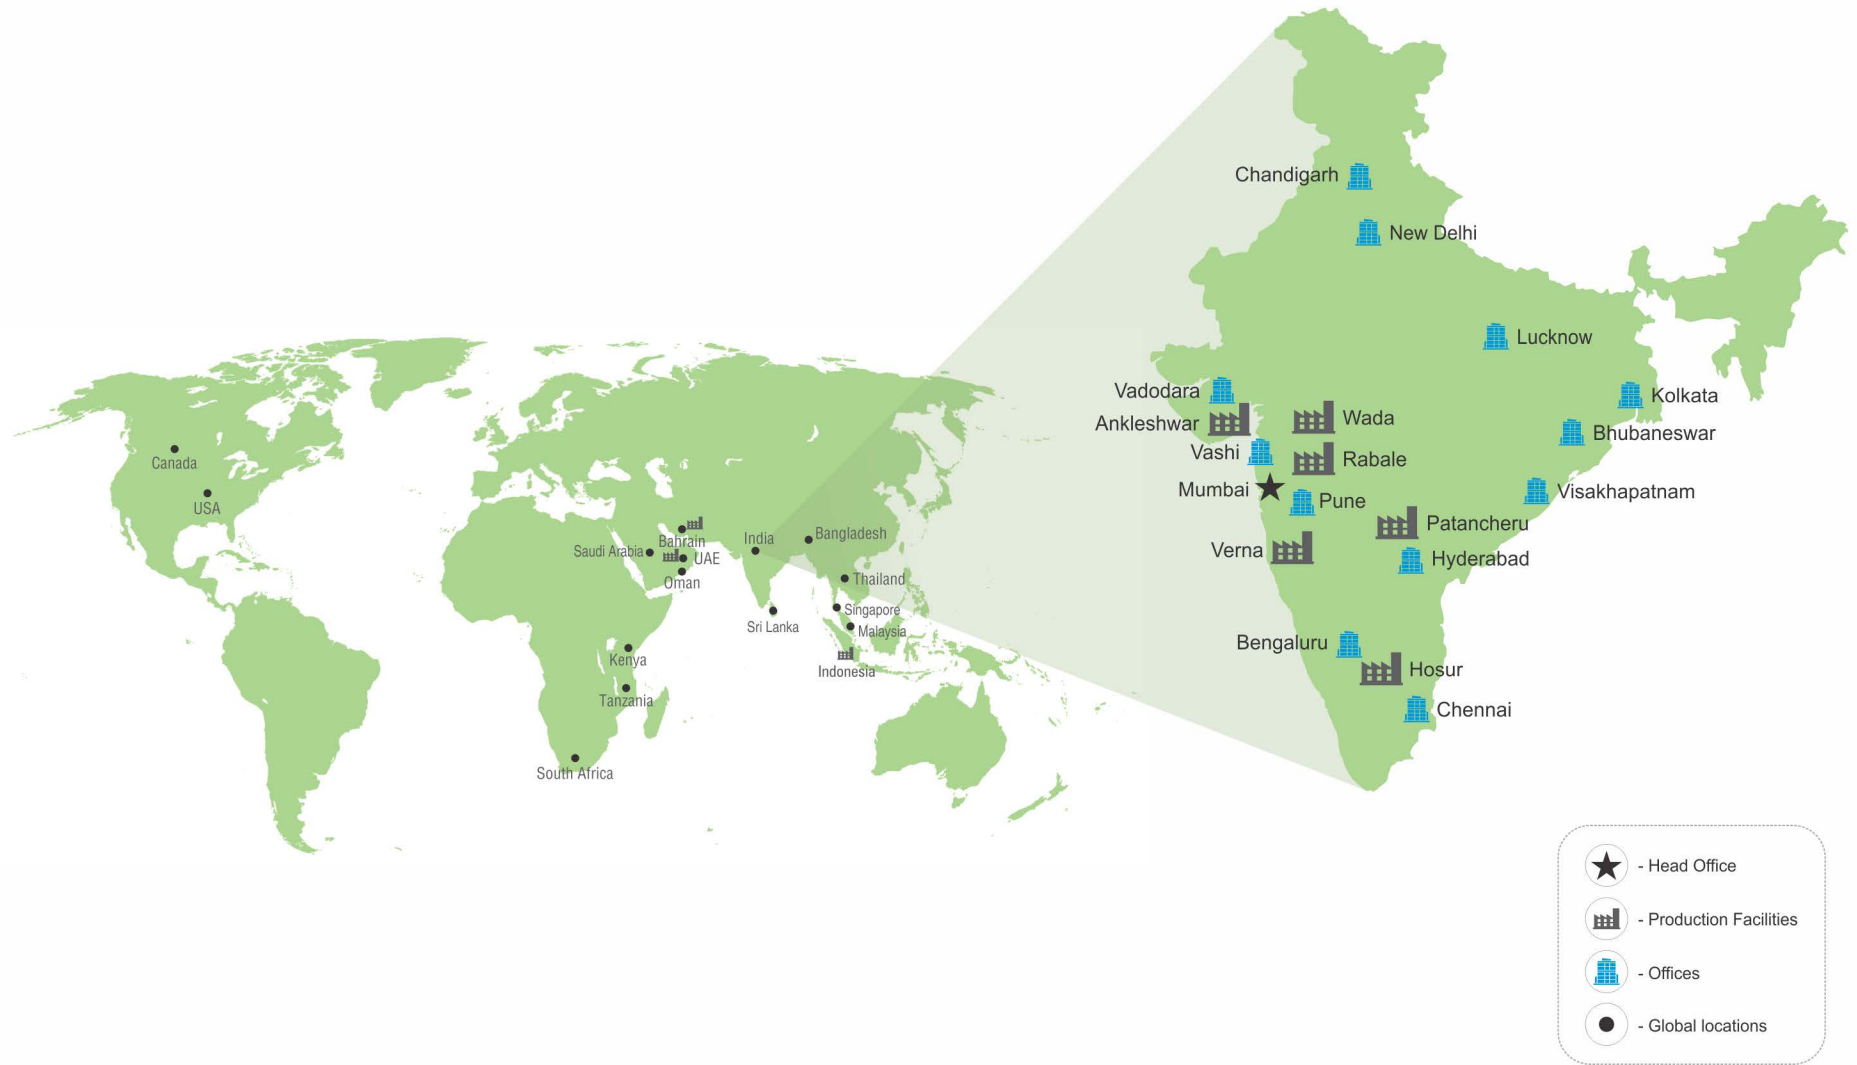 Canada
USA
Saudi Arabia
Bahrain
UAE
Oman
India
Bangladesh
Thailand
Sri Lanka
Singapore
Malaysia
Indonesia
Kenya
Tanzania
South Africa
Chandigarh
New Delhi
Lucknow
Vadodara
Kolkata
Ankleshwar
Wada
Bhubaneswar
Vashi
Rabale
Mumbai
Pune
Visakhapatnam
Patancheru
Verna
Hyderabad
Bengaluru
Hosur
Chennai
- Head Office
- Production Facilities
- Offices
- Global locations